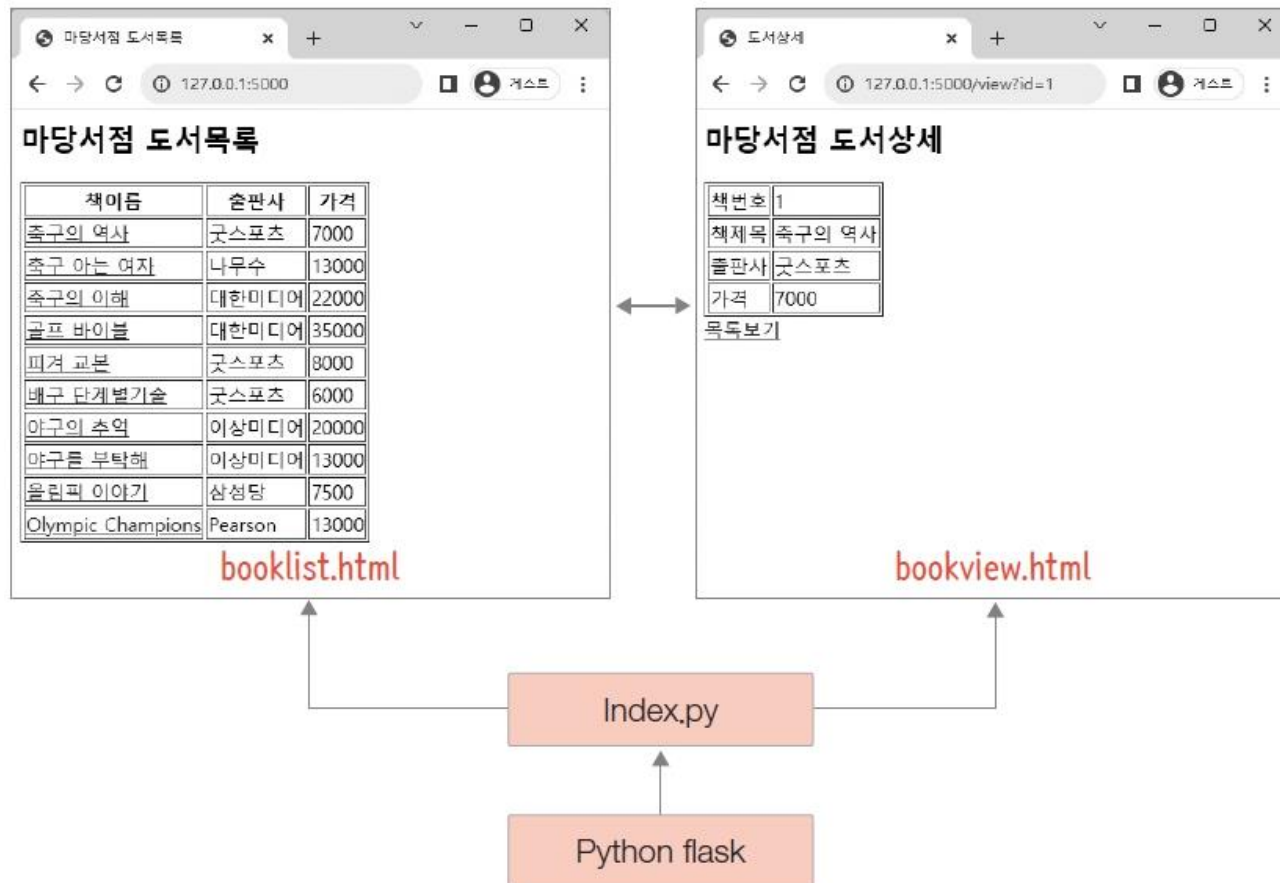 마당서점 도서목록
127.0.0.1:5000
게스트
마당서점 도서목록
책이름 출판사 가격
축구의 역사 굿스포츠 7000
축구 아는 여자 나무수 13000
축구의 이해 대한미디어 22000
골프 바이블 대한미디어 35000
피겨 교본 굿스포츠 8000
배구 단계별기술 굿스포츠 6000
야구의 추억 이상미디어 20000
야구를 부탁해 이상미디어 13000
올림픽 이야기 삼성당 7500
Olympic Champions Pearson 13000
booklist.html
도서상세
127.0.0.1:5000/view?id=1
게스트
마당서점 도서상세
책번호 1
책제목 축구의 역사
출판사 굿스포츠
가격 7000
목록보기
bookview.html
Index.py
Python flask